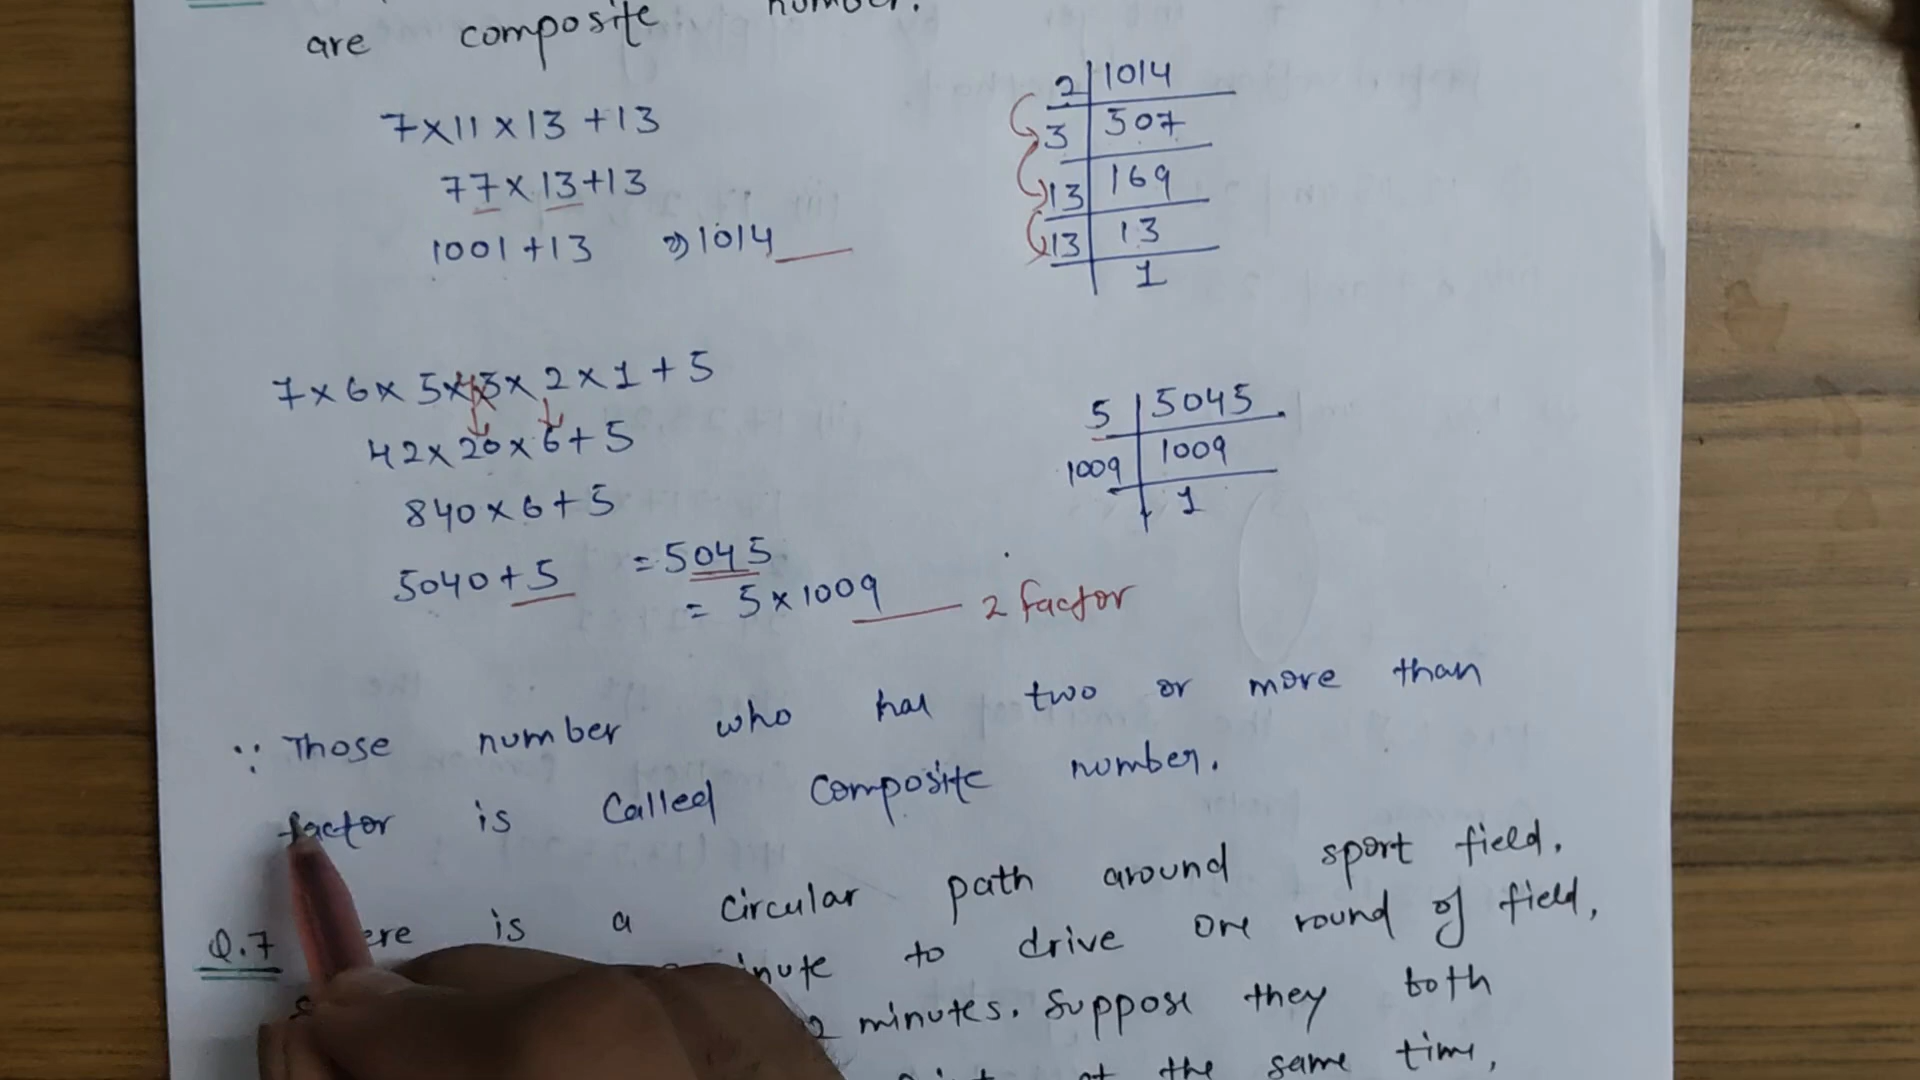 are composite number.
7×11×13+13
77×13+13
1001+13 ⇒1014
2 | 1014
3 | 507
13 | 169
13 | 13
1
7×6×5×4×3×2×1+5
42×20×6+5
840×6+5
5040+5 =5045
= 5×1009 2 factor
5 | 5045
1009 | 1009
1
∵ Those number who has two or more than
factor is called composite number.
Q.7 is a circular path around sport field.
to drive one round of field,
minutes. Suppose they both
at the same time,